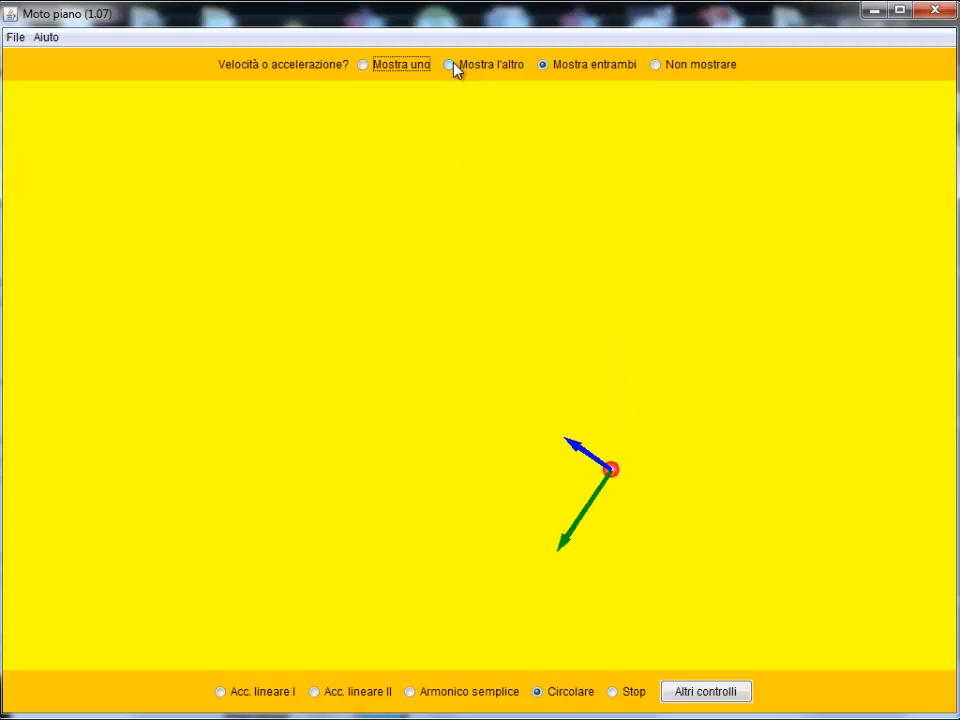 Moto piano (1.07)
File Aiuto
Velocità o accelerazione? Mostra uno Mostra l'altro Mostra entrambi Non mostrare
Acc. lineare I Acc. lineare II Armonico semplice Circolare Stop Altri controlli